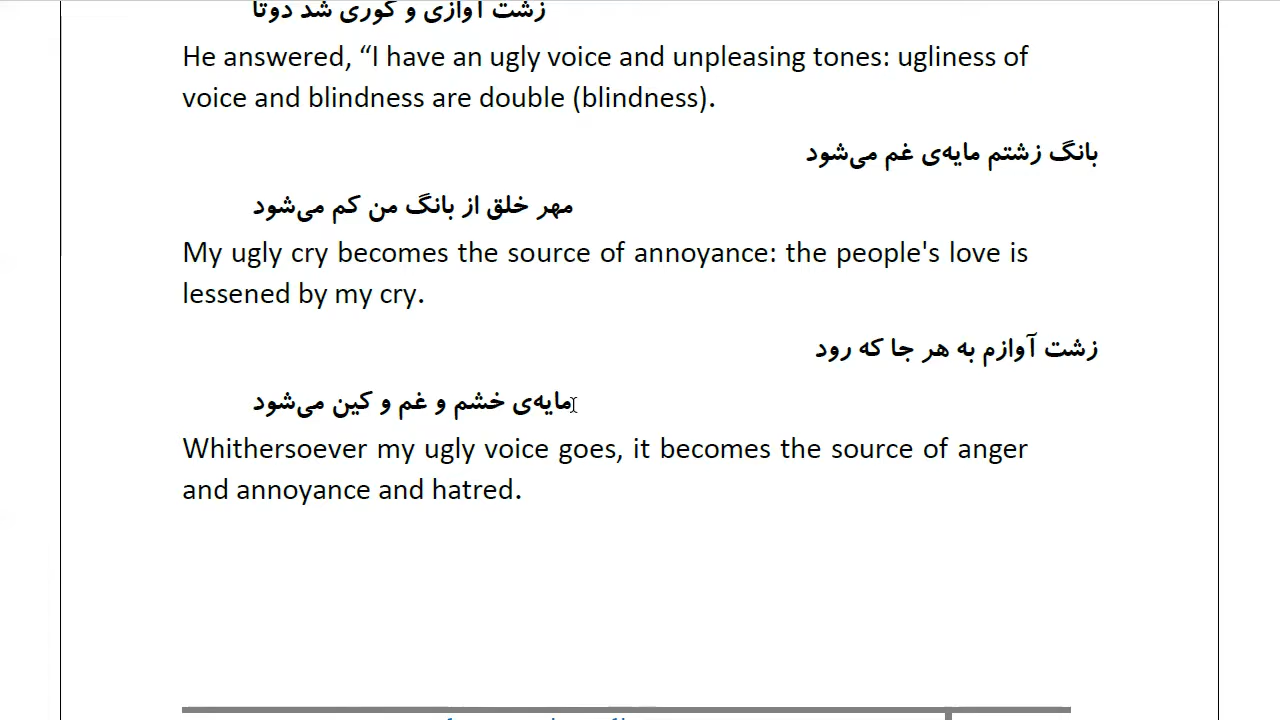 زشت آوازی و کوری شد دوتا
He answered, “I have an ugly voice and unpleasing tones: ugliness of
voice and blindness are double (blindness).
بانگ زشتم مایه‌ی غم می‌شود
مهر خلق از بانگ من کم می‌شود
My ugly cry becomes the source of annoyance: the people's love is
lessened by my cry.
زشت آوازم به هر جا که رود
مایه‌ی خشم و غم و کین می‌شود
Whithersoever my ugly voice goes, it becomes the source of anger
and annoyance and hatred.